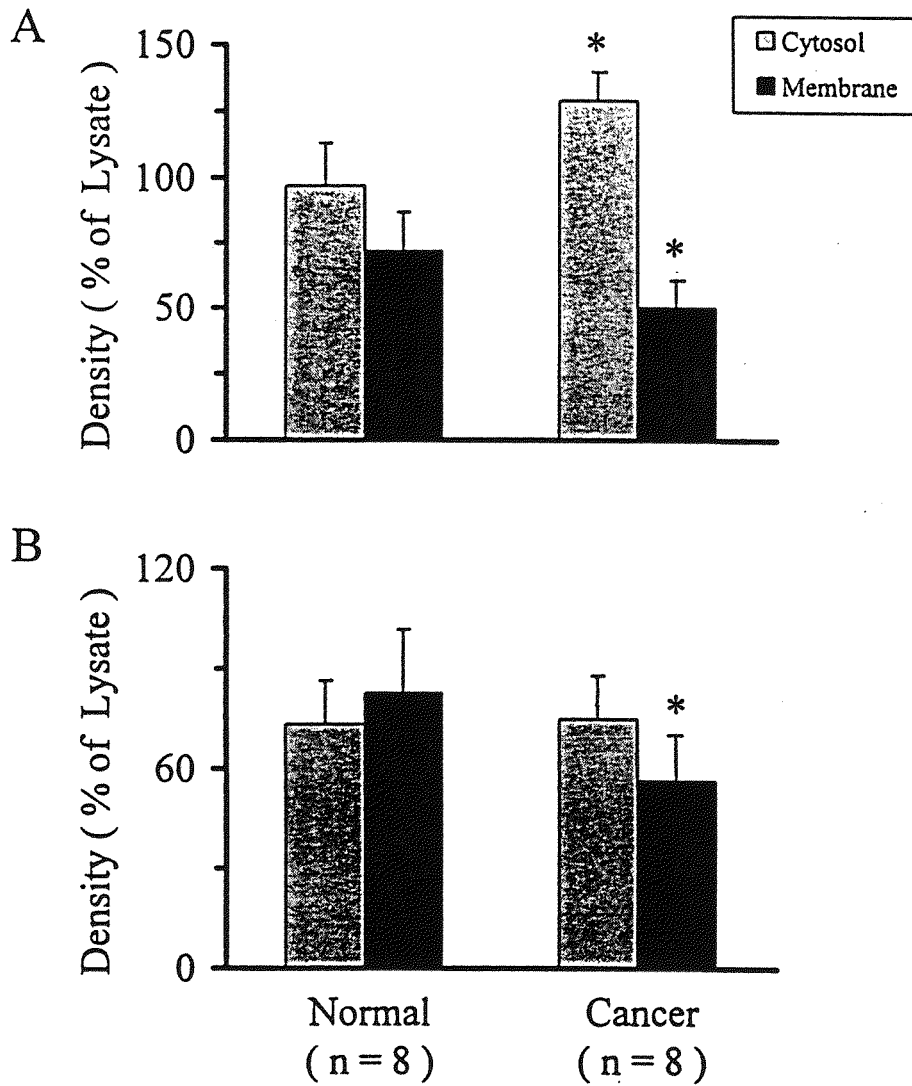 A
150
100
50
0
Density ( % of Lysate )
*
*
Cytosol
Membrane
B
120
60
0
Density ( % of Lysate )
*
Normal
( n = 8 )
Cancer
( n = 8 )